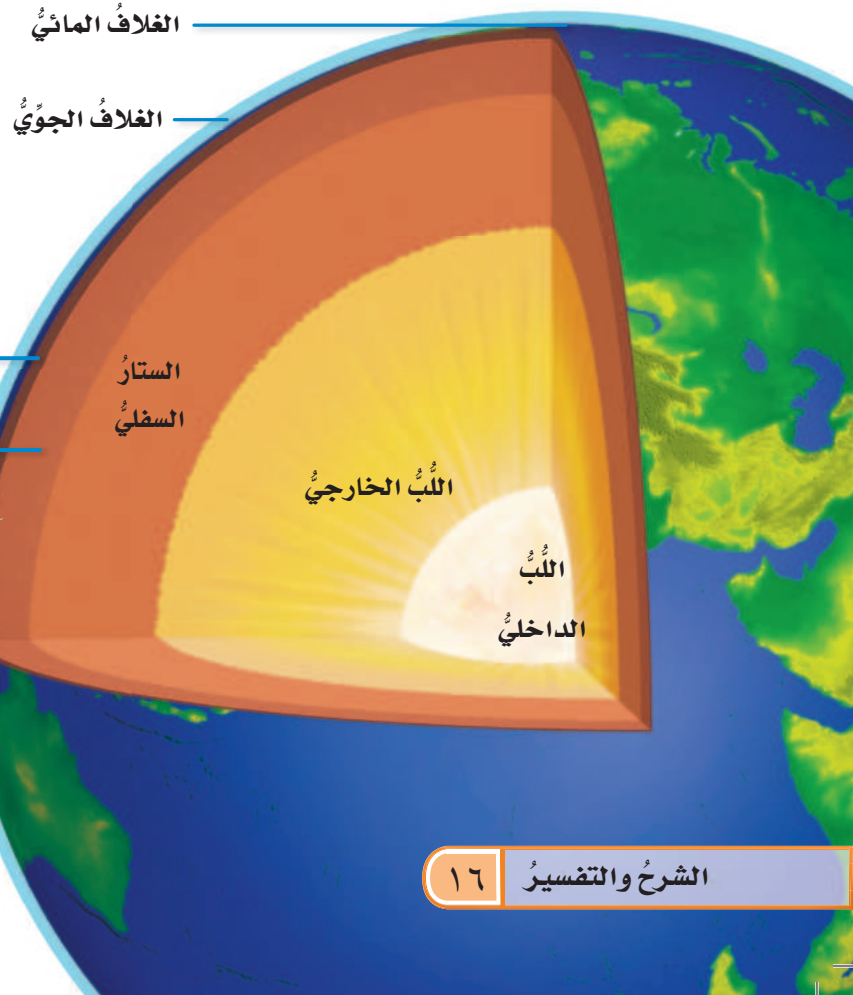 الغلافُ المائيُّ
الغلافُ الجوِّيُّ
الستارُ
السفليُّ
اللُّبُّ الخارجيُّ
اللُّبُّ
الداخليُّ
الشرحُ والتفسيرُ ١٦